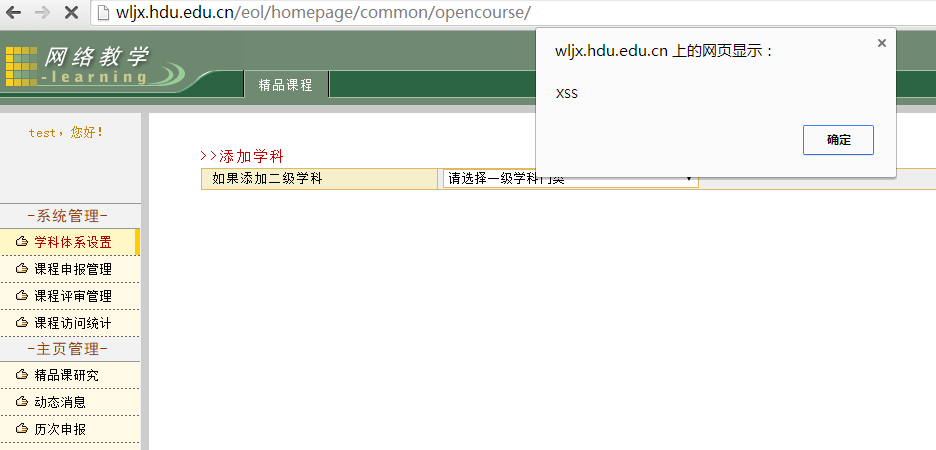 wljx.hdu.edu.cn/eol/homepage/common/opencourse/
网络教学
-learning
精品课程
wljx.hdu.edu.cn 上的网页显示：
xss
确定
test，您好！
>>添加学科
如果添加二级学科
请选择一级学科门类
-系统管理-
学科体系设置
课程申报管理
课程评审管理
课程访问统计
-主页管理-
精品课研究
动态消息
历次申报